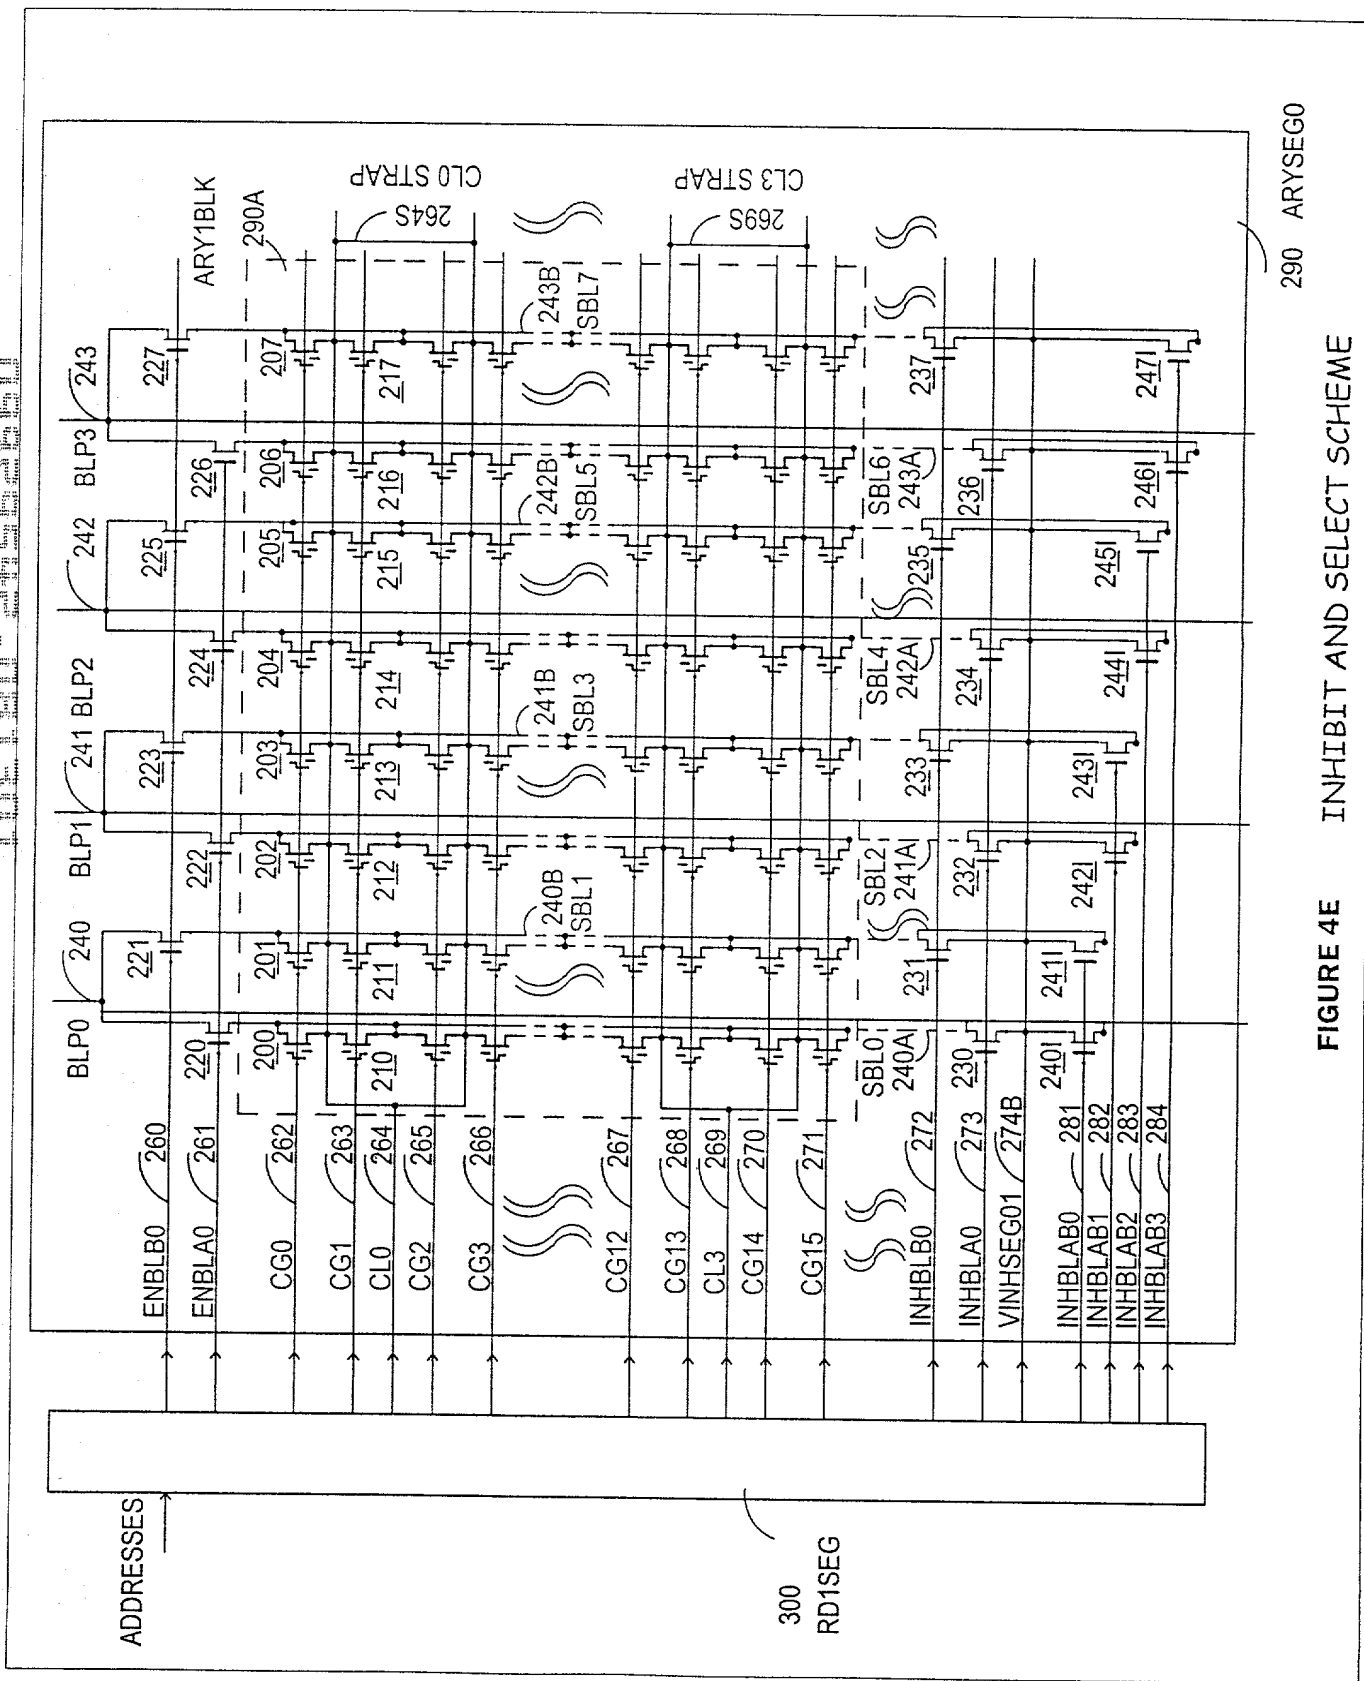 ADDRESSES
300
RD1SEG
ENBLB0 260
ENBLA0 261
CG0 262
CG1 263
CL0 264
CG2 265
CG3 266
CG12 267
CG13 268
CL3 269
CG14 270
CG15 271
INHBLB0 272
INHBLA0 273
VINHSEG01 274B
INHBLAB0 281
INHBLAB1 282
INHBLAB2 283
INHBLAB3 284
BLP0 240
BLP1 241
BLP2 242
BLP3 243
220 221 222 223 224 225 226 227
ARY1BLK
290A
200 201 202 203 204 205 206 207
210 211 212 213 214 215 216 217
CL0 STRAP
264S
240B
SBL1
241B
SBL3
242B
SBL5
243B
SBL7
CL3 STRAP
269S
SBL0
240A
SBL2
241A
SBL4
242A
SBL6
243A
230 231 232 233 234 235 236 237
240I 241I 242I 243I 244I 245I 246I 247I
290 ARYSEG0
FIGURE 4E INHIBIT AND SELECT SCHEME